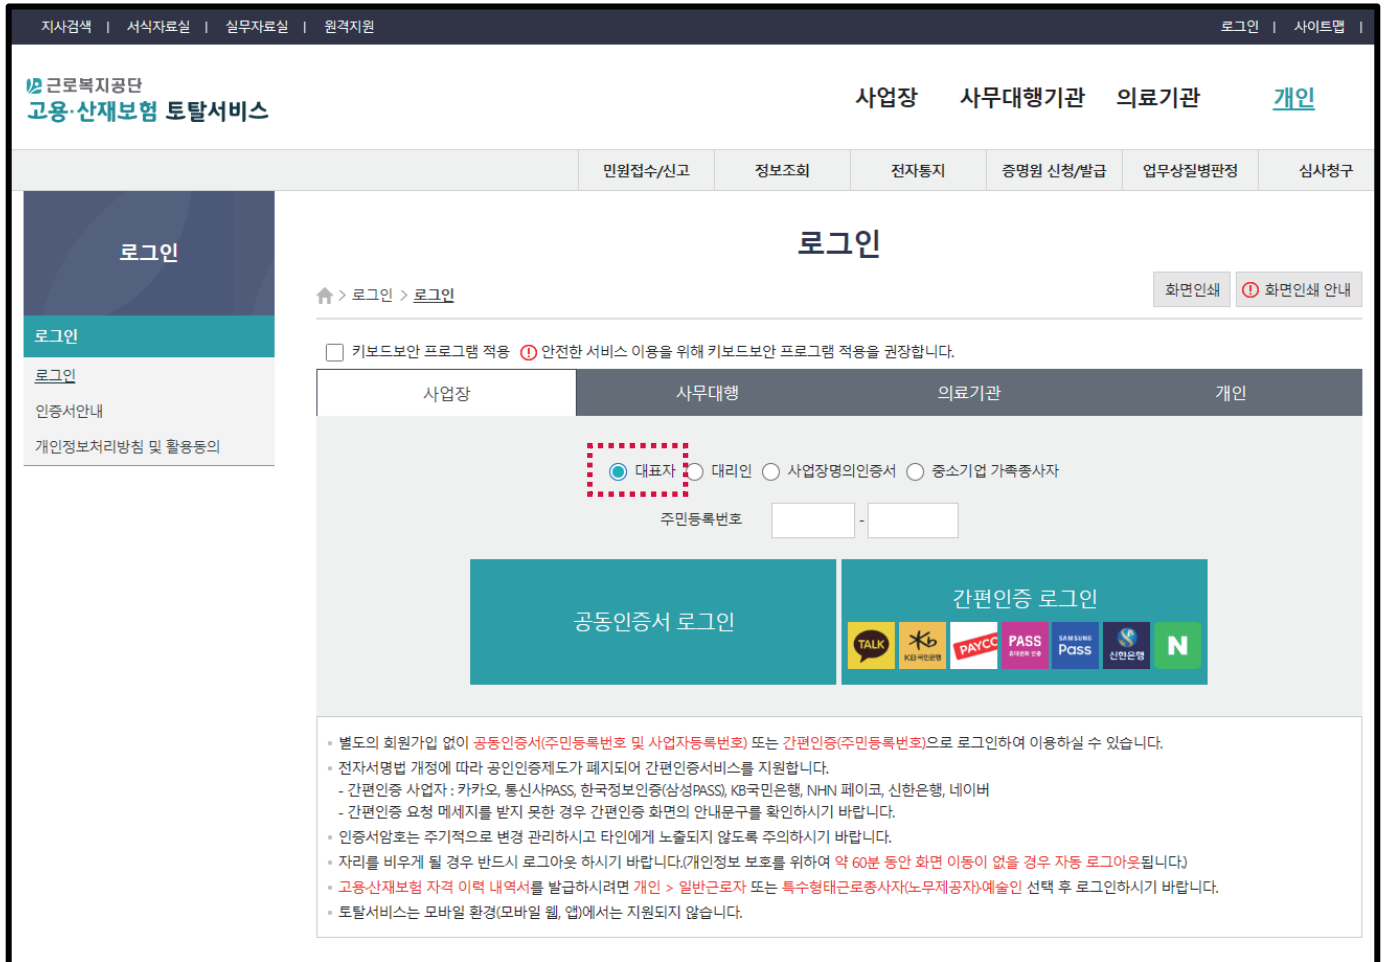 지사검색 | 서식자료실 | 실무자료실 | 원격지원
로그인 | 사이트맵 |
근로복지공단
고용·산재보험 토탈서비스
사업장 사무대행기관 의료기관 개인
민원접수/신고 정보조회 전자통지 증명원 신청/발급 업무상질병판정 심사청구
로그인
로그인
로그인
인증서안내
개인정보처리방침 및 활용동의
로그인
> 로그인 > 로그인
화면인쇄 화면인쇄 안내
키보드보안 프로그램 적용 안전한 서비스 이용을 위해 키보드보안 프로그램 적용을 권장합니다.
사업장 사무대행 의료기관 개인
대표자 대리인 사업장명의인증서 중소기업 가족종사자
주민등록번호 -
공동인증서 로그인
간편인증 로그인
TALK KB국민은행 PAYCO PASS 휴대전화 인증 SAMSUNG Pass 신한은행 N
• 별도의 회원가입 없이 공동인증서(주민등록번호 및 사업자등록번호) 또는 간편인증(주민등록번호)으로 로그인하여 이용하실 수 있습니다.
• 전자서명법 개정에 따라 공인인증제도가 폐지되어 간편인증서비스를 지원합니다.
- 간편인증 사업자 : 카카오, 통신사PASS, 한국정보인증(삼성PASS), KB국민은행, NHN 페이코, 신한은행, 네이버
- 간편인증 요청 메세지를 받지 못한 경우 간편인증 화면의 안내문구를 확인하시기 바랍니다.
• 인증서암호는 주기적으로 변경 관리하시고 타인에게 노출되지 않도록 주의하시기 바랍니다.
• 자리를 비우게 될 경우 반드시 로그아웃 하시기 바랍니다.(개인정보 보호를 위하여 약 60분 동안 화면 이동이 없을 경우 자동 로그아웃됩니다.)
• 고용·산재보험 자격 이력 내역서를 발급하시려면 개인 > 일반근로자 또는 특수형태근로종사자(노무제공자)·예술인 선택 후 로그인하시기 바랍니다.
• 토탈서비스는 모바일 환경(모바일 웹, 앱)에서는 지원되지 않습니다.